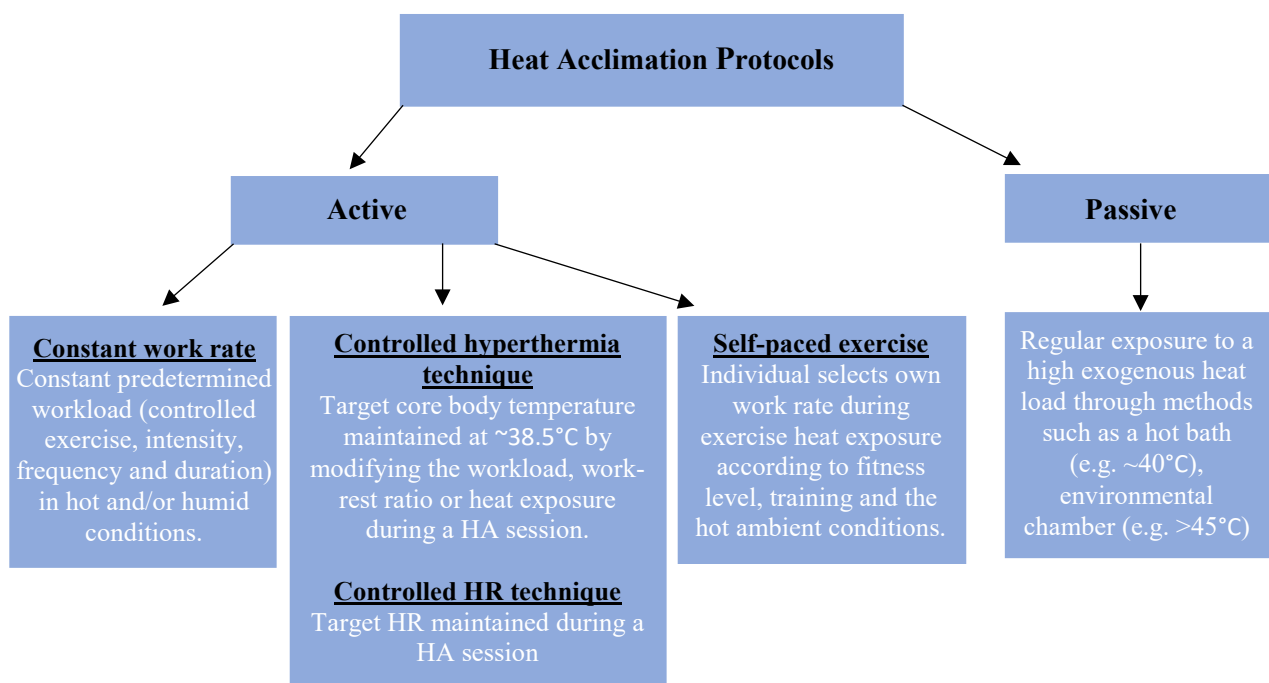 Heat Acclimation Protocols
Active
Passive
Constant work rate
Constant predetermined
workload (controlled
exercise, intensity,
frequency and duration)
in hot and/or humid
conditions.
Controlled hyperthermia
technique
Target core body temperature
maintained at ~38.5°C by
modifying the workload, work-
rest ratio or heat exposure
during a HA session.
Controlled HR technique
Target HR maintained during a
HA session
Self-paced exercise
Individual selects own
work rate during
exercise heat exposure
according to fitness
level, training and the
hot ambient conditions.
Regular exposure to a
high exogenous heat
load through methods
such as a hot bath
(e.g. ~40°C),
environmental
chamber (e.g. >45°C)